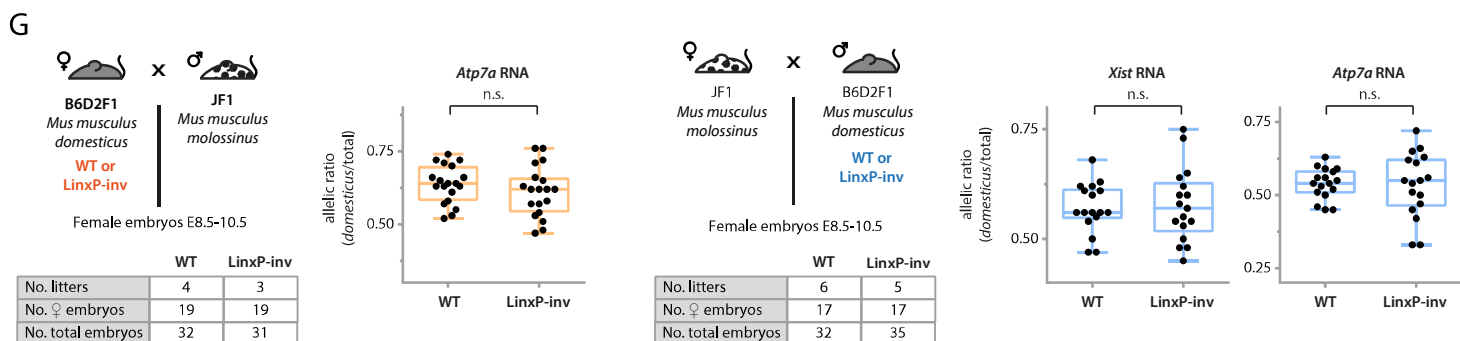 G
♀ x ♂
B6D2F1
Mus musculus
domesticus
WT or
LinxP-inv
JF1
Mus musculus
molossinus
Female embryos E8.5-10.5
WT LinxP-inv
No. litters 4 3
No. ♀ embryos 19 19
No. total embryos 32 31
Atp7a RNA
n.s.
allelic ratio
(domesticus/total)
0.75
0.50
WT LinxP-inv
♀ x ♂
JF1
Mus musculus
molossinus
B6D2F1
Mus musculus
domesticus
WT or
LinxP-inv
Female embryos E8.5-10.5
WT LinxP-inv
No. litters 6 5
No. ♀ embryos 17 17
No. total embryos 32 35
Xist RNA
n.s.
allelic ratio
(domesticus/total)
0.75
0.50
WT LinxP-inv
Atp7a RNA
n.s.
0.75
0.50
0.25
WT LinxP-inv